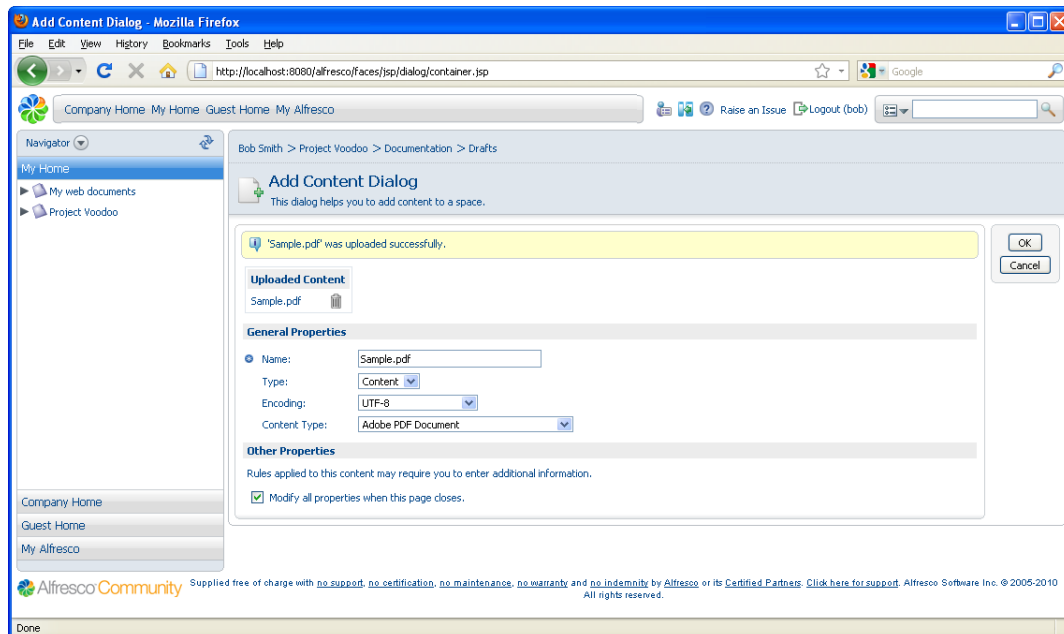 Add Content Dialog - Mozilla Firefox
File Edit View History Bookmarks Tools Help
http://localhost:8080/alfresco/faces/jsp/dialog/container.jsp
Google
Company Home My Home Guest Home My Alfresco
Raise an Issue Logout (bob)
Navigator
My Home
My web documents
Project Voodoo
Company Home
Guest Home
My Alfresco
Bob Smith > Project Voodoo > Documentation > Drafts
Add Content Dialog
This dialog helps you to add content to a space.
'Sample.pdf' was uploaded successfully.
Uploaded Content
Sample.pdf
General Properties
Name: Sample.pdf
Type: Content
Encoding: UTF-8
Content Type: Adobe PDF Document
Other Properties
Rules applied to this content may require you to enter additional information.
Modify all properties when this page closes.
OK
Cancel
Alfresco Community
Supplied free of charge with no support, no certification, no maintenance, no warranty and no indemnity by Alfresco or its Certified Partners. Click here for support. Alfresco Software Inc. © 2005-2010
All rights reserved.
Done